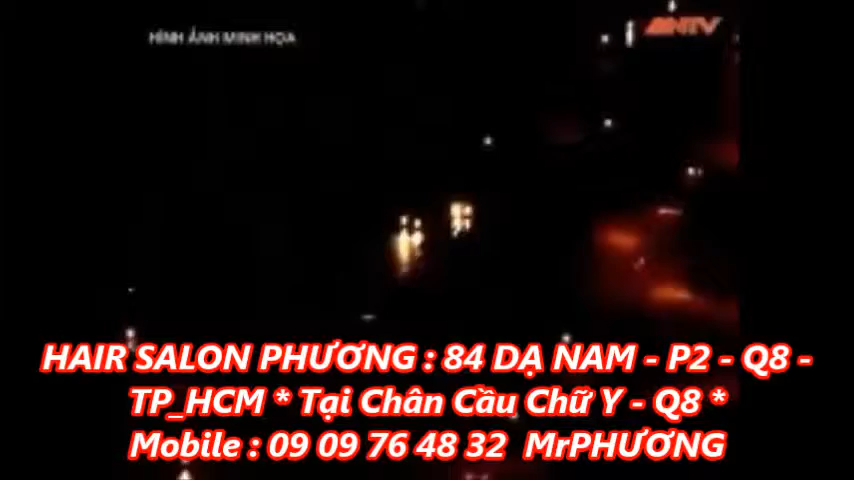 HÌNH ẢNH MINH HỌA
ANTV
HAIR SALON PHƯƠNG : 84 DẠ NAM - P2 - Q8 -
TP_HCM * Tại Chân Cầu Chữ Y - Q8 *
Mobile : 09 09 76 48 32 MrPHƯƠNG